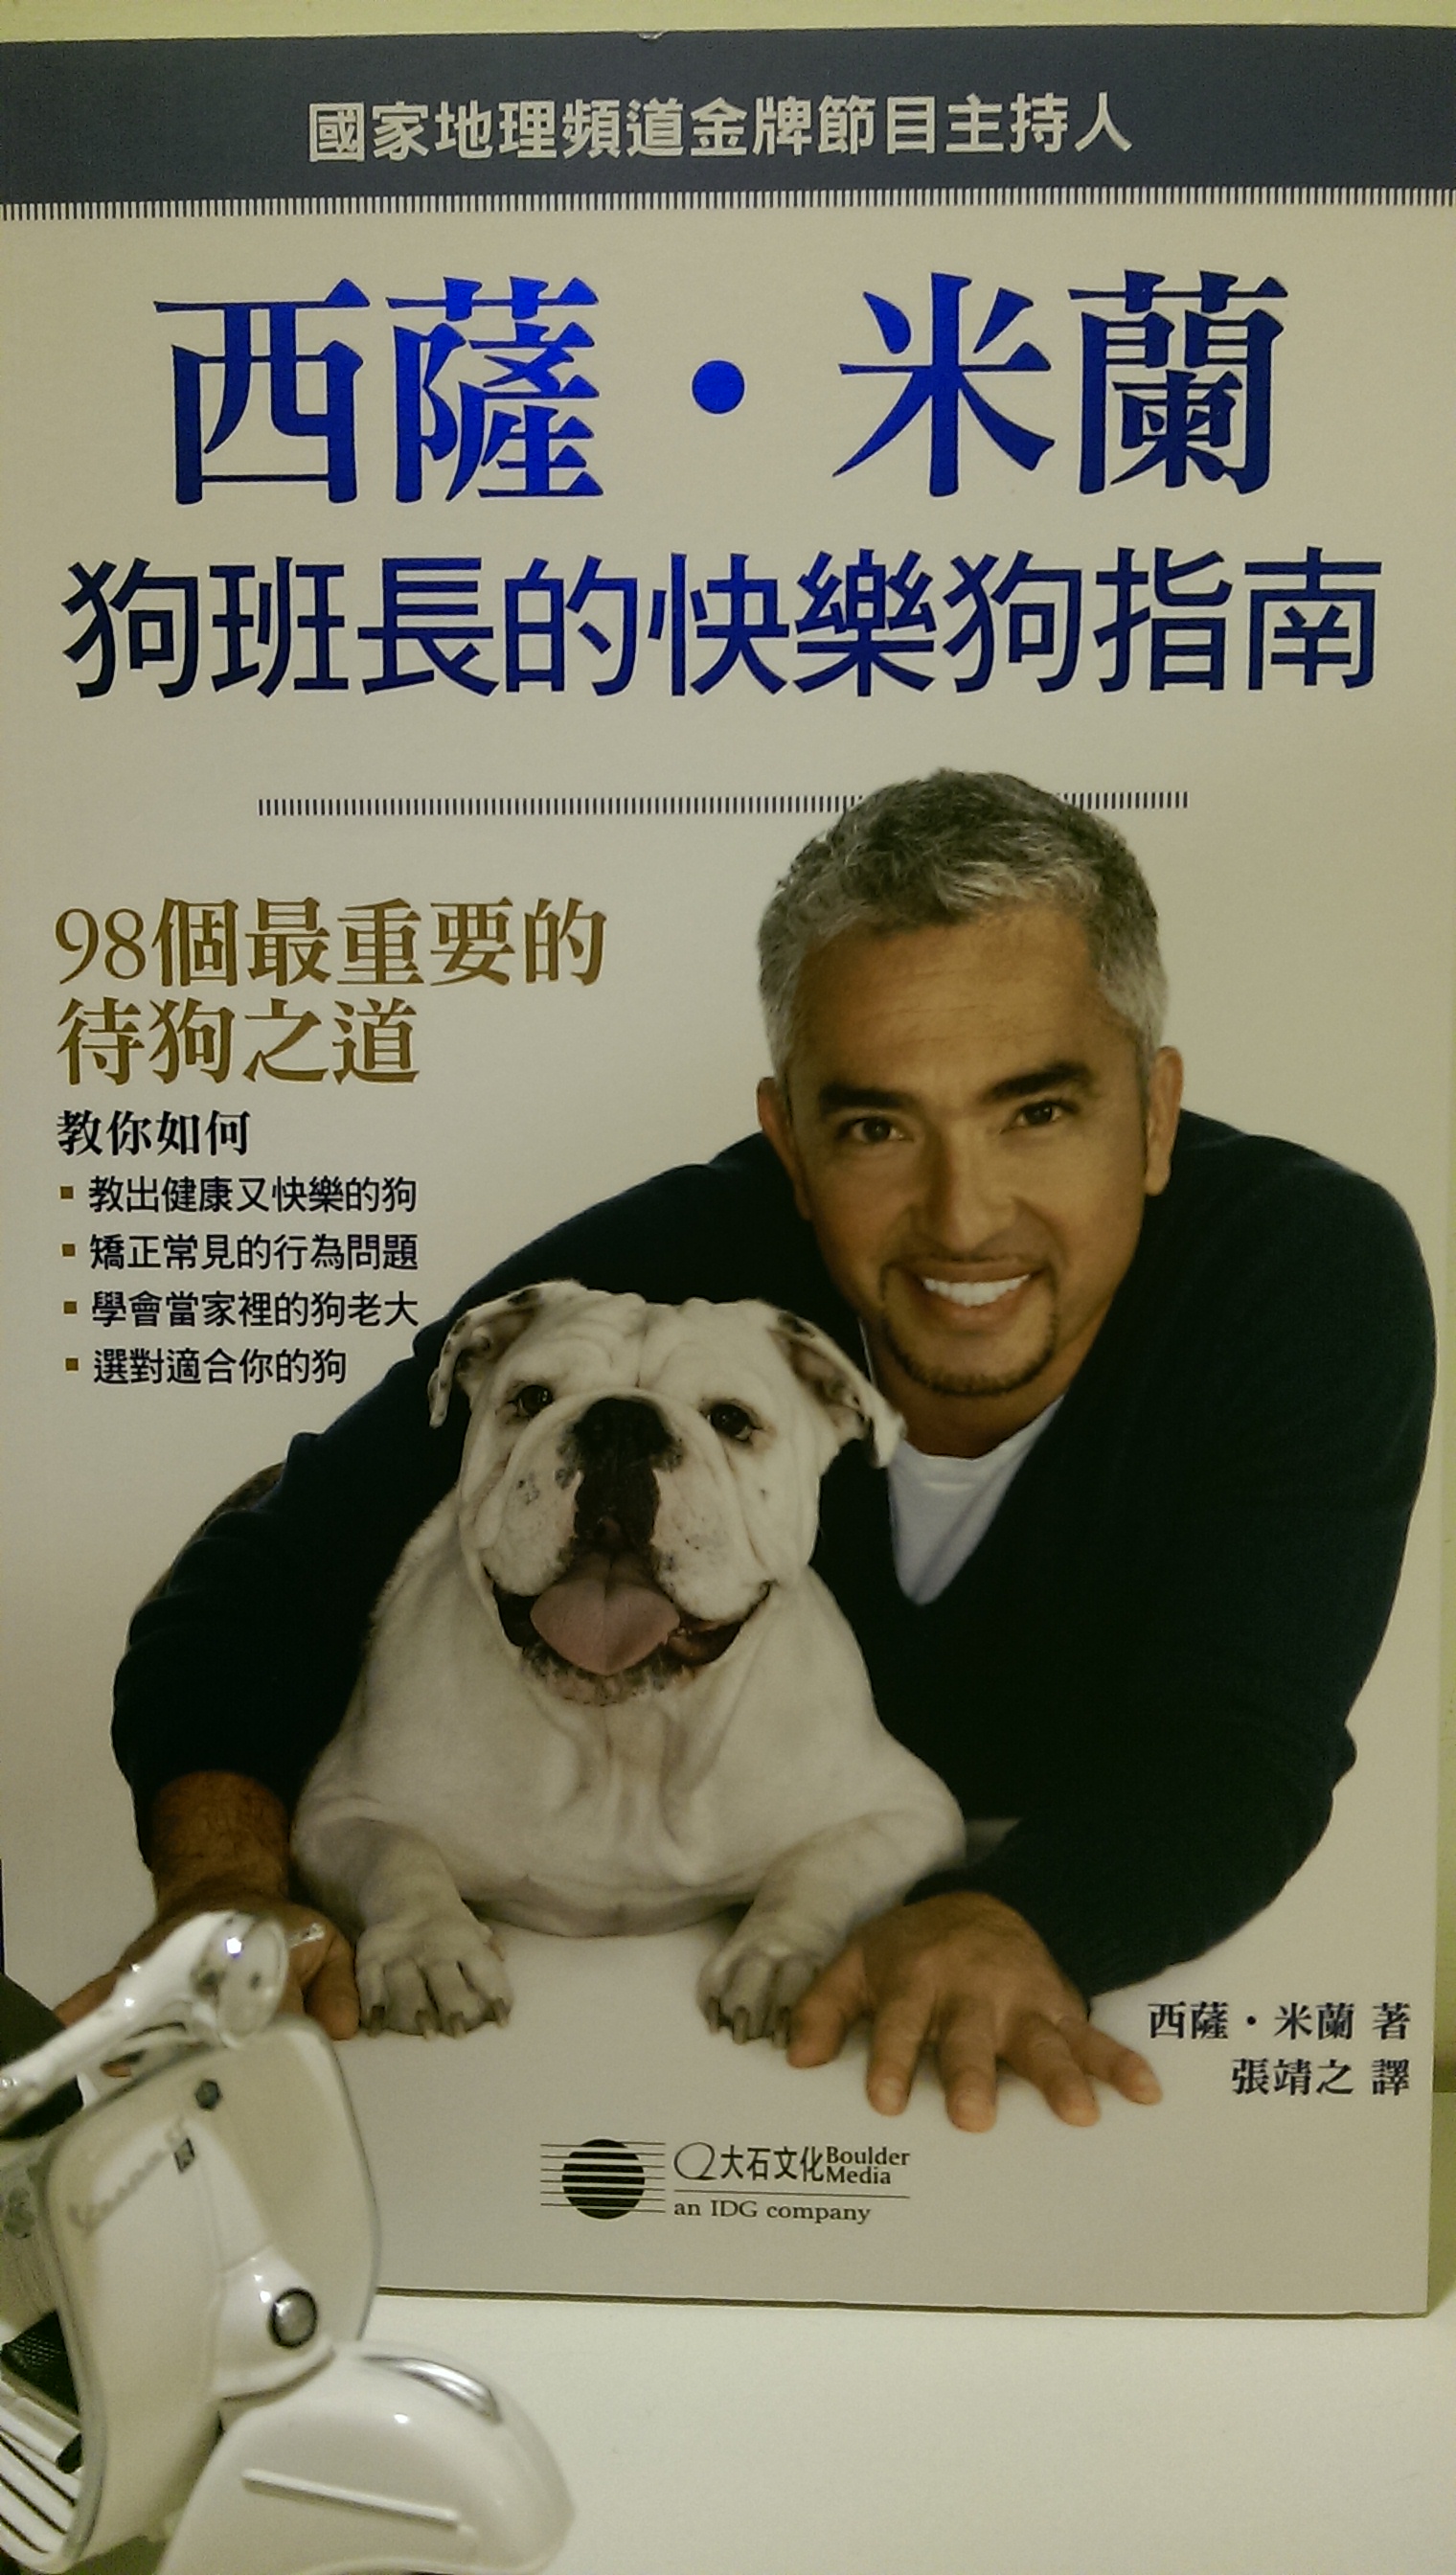 國家地理頻道金牌節目主持人
西薩・米蘭
狗班長的快樂狗指南
98個最重要的
待狗之道
教你如何
▪ 教出健康又快樂的狗
▪ 矯正常見的行為問題
▪ 學會當家裡的狗老大
▪ 選對適合你的狗
西薩・米蘭 著
張靖之 譯
大石文化 Boulder Media
an IDG company